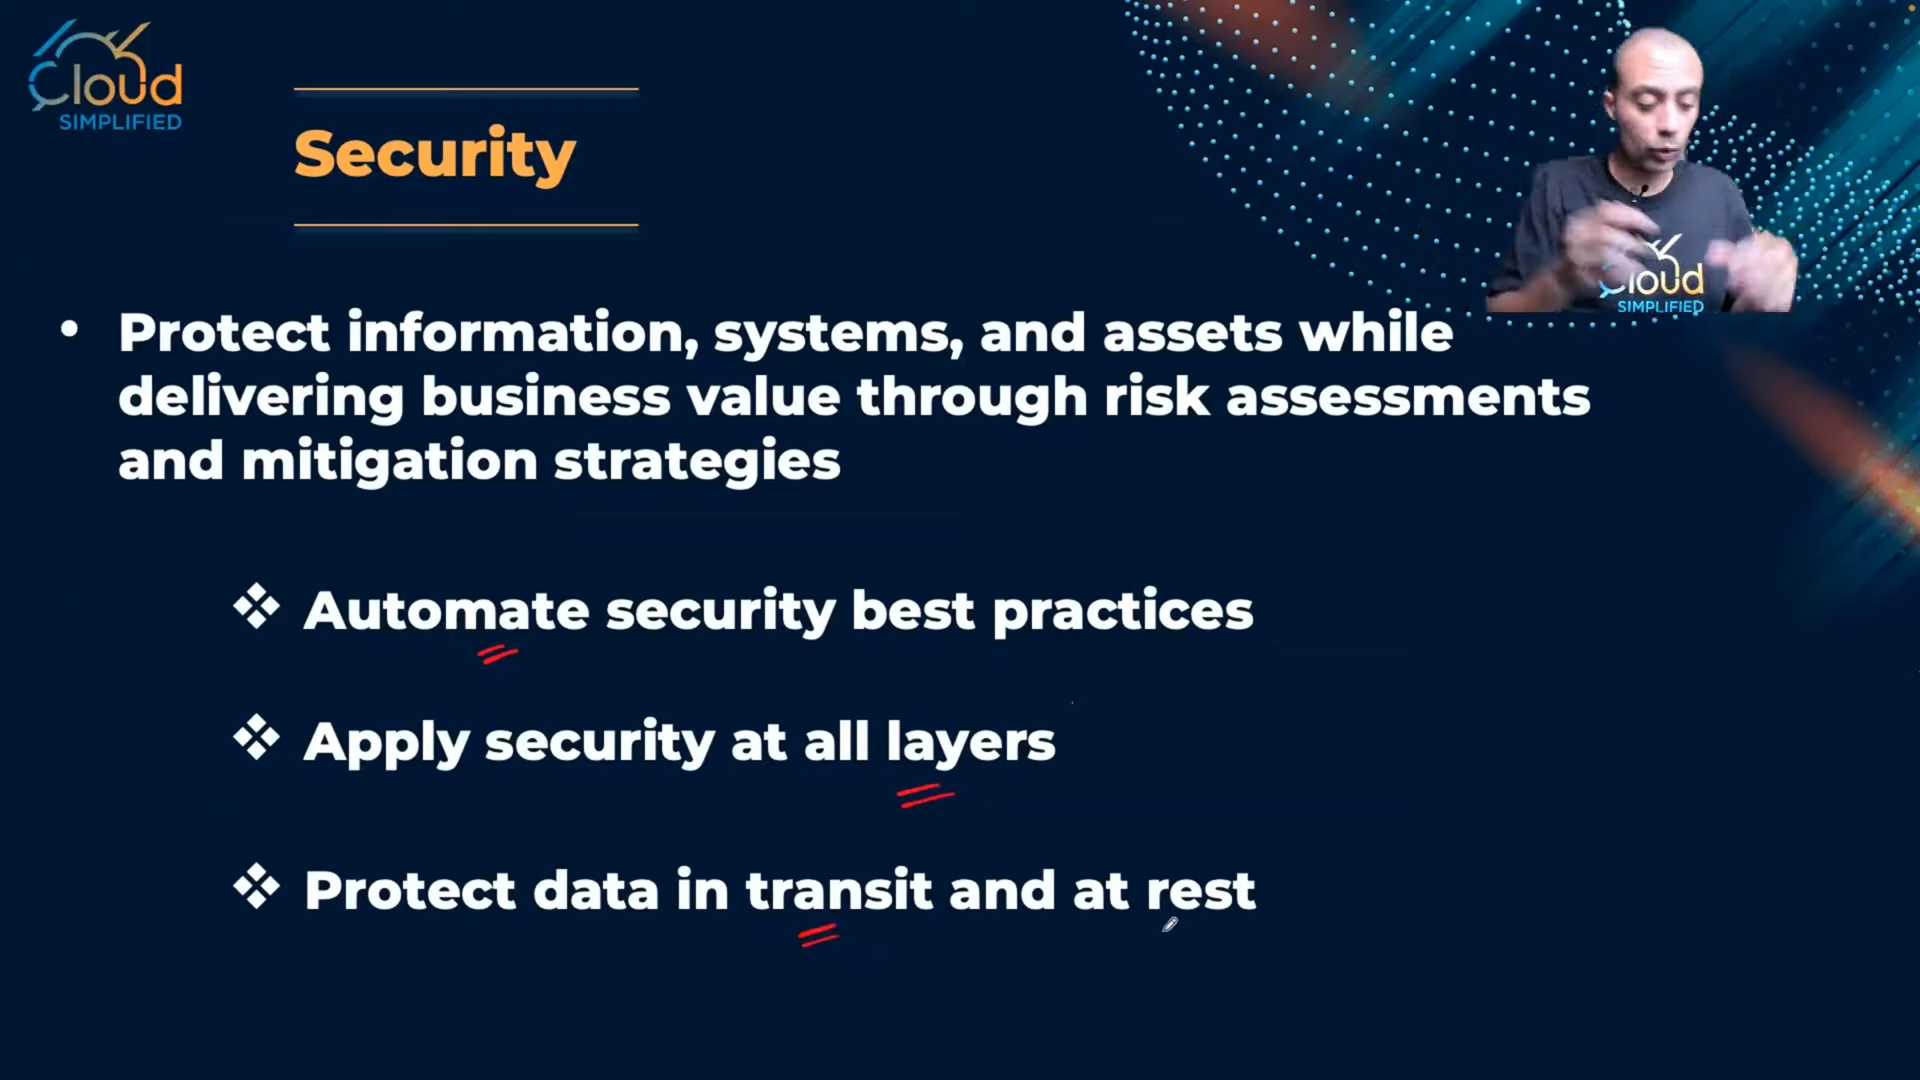 Cloud
SIMPLIFIED
Security
• Protect information, systems, and assets while
delivering business value through risk assessments
and mitigation strategies
❖ Automate security best practices
❖ Apply security at all layers
❖ Protect data in transit and at rest
Cloud
SIMPLIFIED